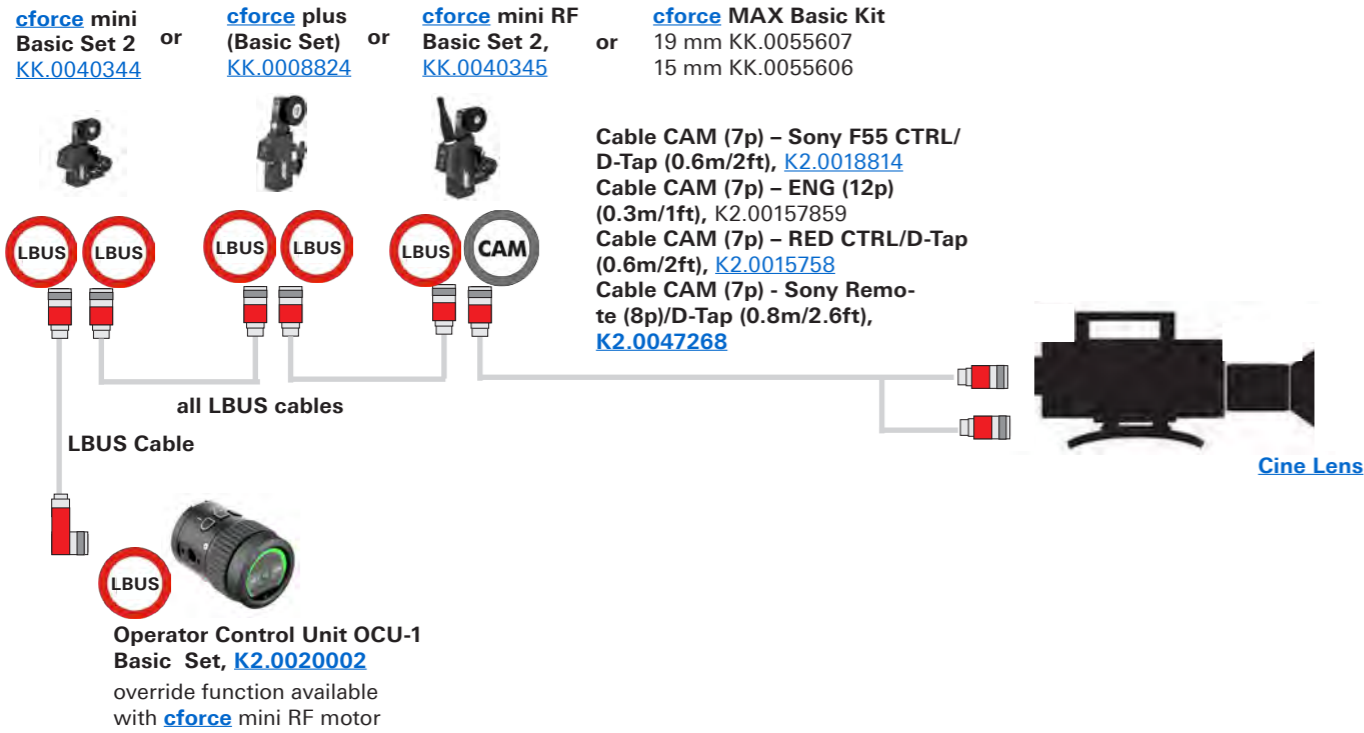 cforce mini
Basic Set 2
KK.0040344
or
cforce plus
(Basic Set)
KK.0008824
or
cforce mini RF
Basic Set 2,
KK.0040345
or
cforce MAX Basic Kit
19 mm KK.0055607
15 mm KK.0055606
Cable CAM (7p) – Sony F55 CTRL/
D-Tap (0.6m/2ft), K2.0018814
Cable CAM (7p) – ENG (12p)
(0.3m/1ft), K2.00157859
Cable CAM (7p) – RED CTRL/D-Tap
(0.6m/2ft), K2.0015758
Cable CAM (7p) - Sony Remo-
te (8p)/D-Tap (0.8m/2.6ft),
K2.0047268
LBUS
LBUS
LBUS
LBUS
LBUS
CAM
all LBUS cables
LBUS Cable
Cine Lens
LBUS
Operator Control Unit OCU-1
Basic Set, K2.0020002
override function available
with cforce mini RF motor